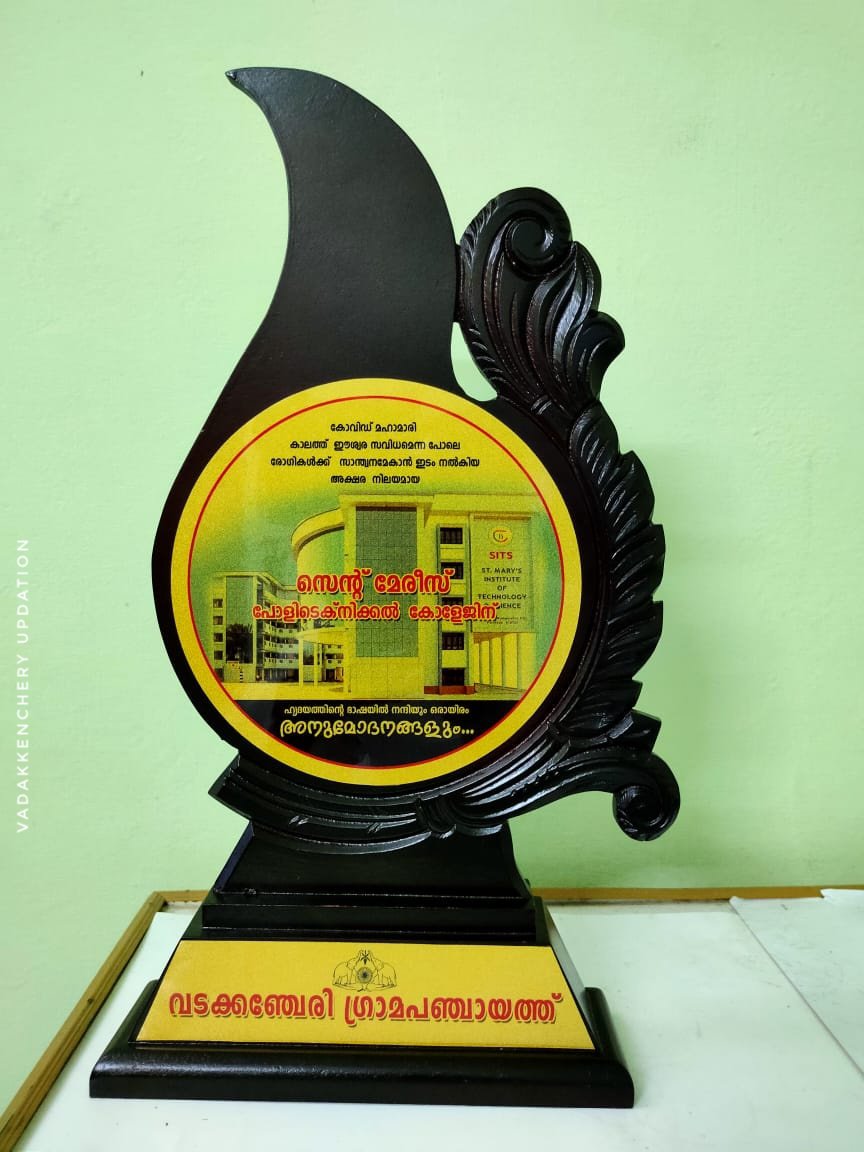 കോവിഡ് മഹാമാരി
കാലത്ത് ഈശ്വര സവിധമെന്ന പോലെ
രോഗികൾക്ക് സാന്ത്വനമേകാൻ ഇടം നൽകിയ
അക്ഷര നിലയമായ
SITS
ST. MARY'S
INSTITUTE
OF
TECHNOLOGY
സെന്റ് മേരീസ്
പോളിടെക്നിക്കൽ കോളേജിന്
ഹൃദയത്തിന്റെ ഭാഷയിൽ നന്ദിയും ഒരായിരം
അനുമോദനങ്ങളും...
വടക്കഞ്ചേരി ഗ്രാമപഞ്ചായത്ത്
VADAKKENCHERY UPDATION